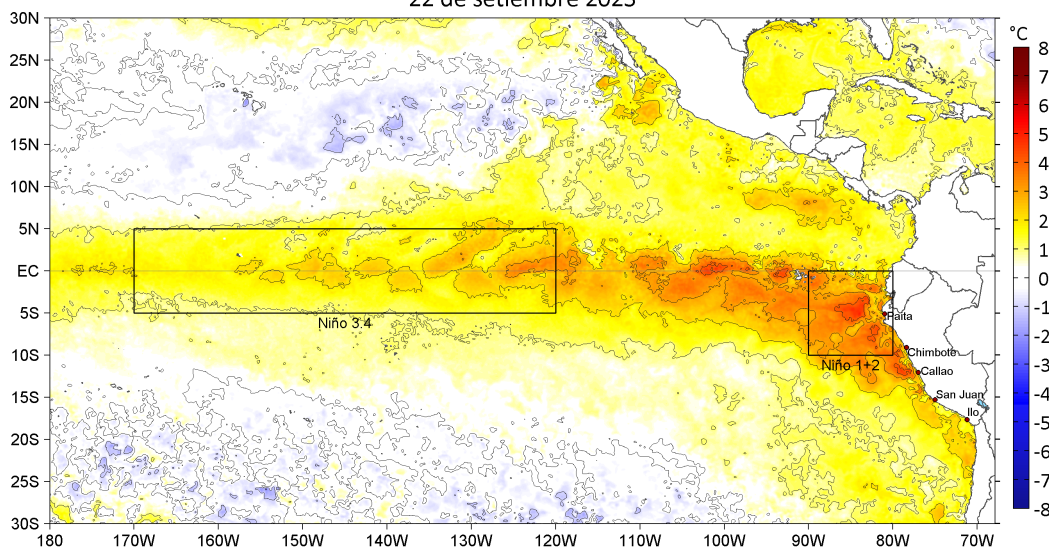 22 de setiembre 2023
30N
25N
20N
15N
10N
5N
EC
5S
10S
15S
20S
25S
30S
180 170W 160W 150W 140W 130W 120W 110W 100W 90W 80W 70W
Niño 3.4
Niño 1+2
Paita
Chimbote
Callao
San Juan
Ilo
°C
8
7
6
5
4
3
2
1
0
-1
-2
-3
-4
-5
-6
-7
-8